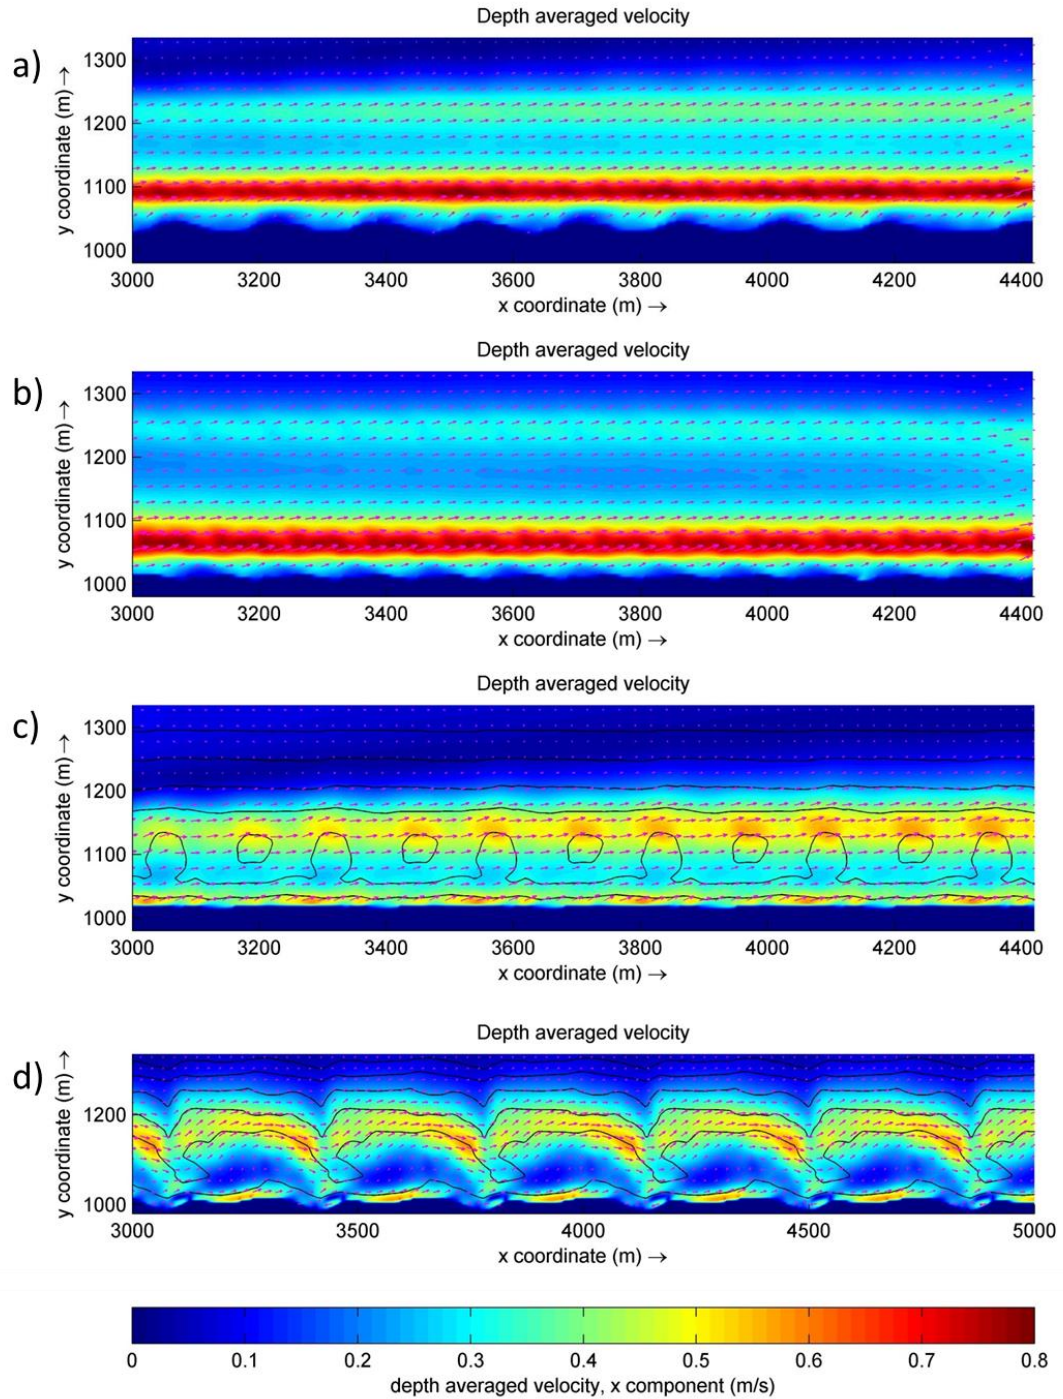 Depth averaged velocity
a)
1300
1200
1100
1000
y coordinate (m) →
3000 3200 3400 3600 3800 4000 4200 4400
x coordinate (m) →
Depth averaged velocity
b)
1300
1200
1100
1000
y coordinate (m) →
3000 3200 3400 3600 3800 4000 4200 4400
x coordinate (m) →
Depth averaged velocity
c)
1300
1200
1100
1000
y coordinate (m) →
3000 3200 3400 3600 3800 4000 4200 4400
x coordinate (m) →
Depth averaged velocity
d)
1200
1000
y coordinate (m) →
3000 3500 4000 4500 5000
x coordinate (m) →
0 0.1 0.2 0.3 0.4 0.5 0.6 0.7 0.8
depth averaged velocity, x component (m/s)